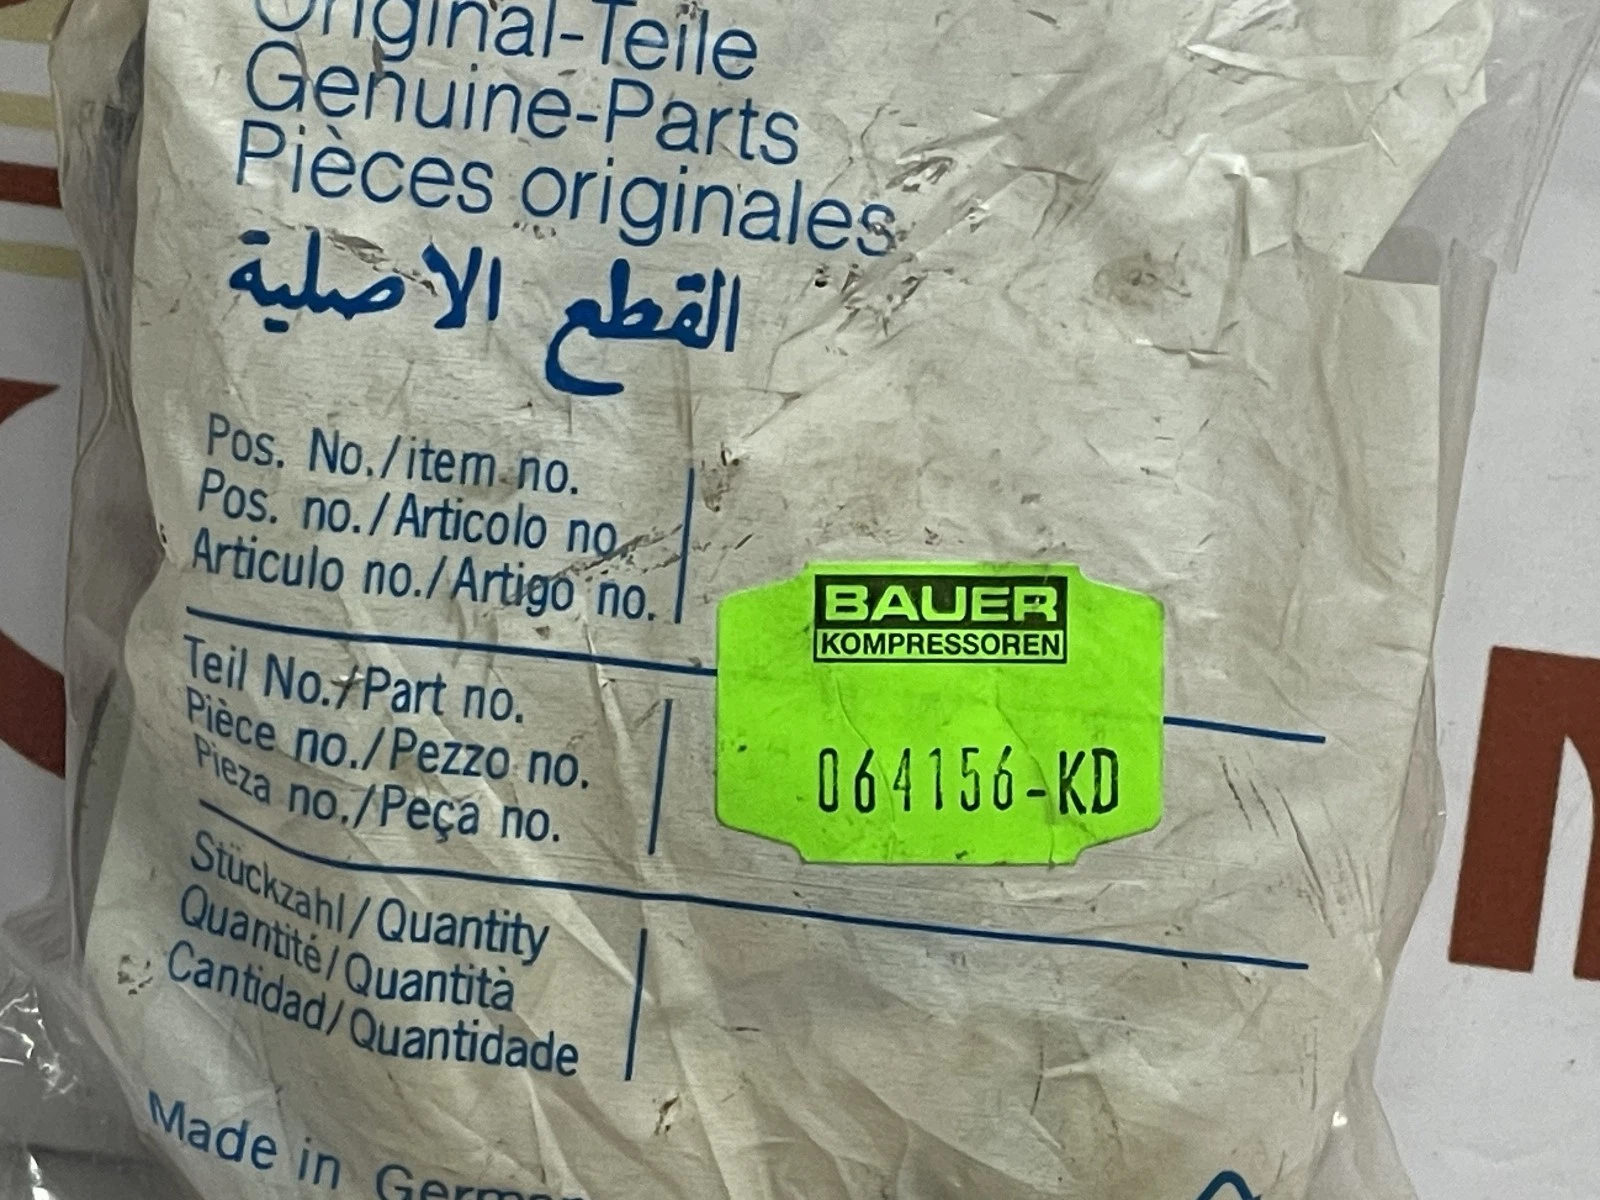 Original-Teile
Genuine-Parts
Pièces originales
القطع الاصلية
Pos. No./item no.
Pos. no./Articolo no.
Articulo no./Artigo no.
BAUER
KOMPRESSOREN
Teil No./Part no.
Pièce no./Pezzo no.
Pieza no./Peça no.
064156-KD
Stückzahl/Quantity
Quantité/Quantità
Cantidad/Quantidade
Made in